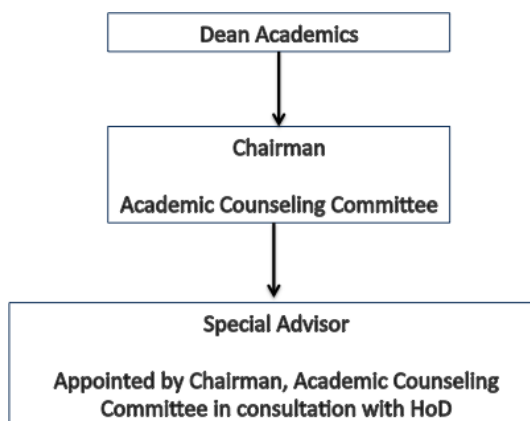 Dean Academics
Chairman
Academic Counseling Committee
Special Advisor
Appointed by Chairman, Academic Counseling
Committee in consultation with HoD